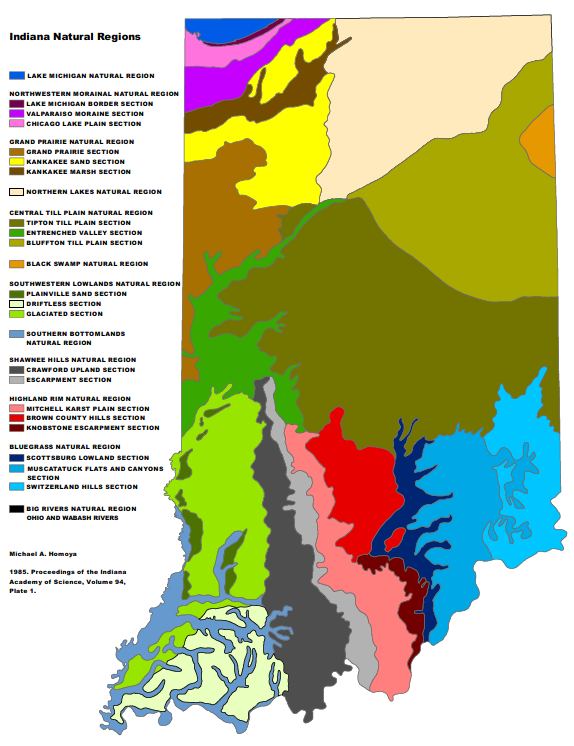 Indiana Natural Regions
LAKE MICHIGAN NATURAL REGION
NORTHWESTERN MORAINAL NATURAL REGION
LAKE MICHIGAN BORDER SECTION
VALPARAISO MORAINE SECTION
CHICAGO LAKE PLAIN SECTION
GRAND PRAIRIE NATURAL REGION
GRAND PRAIRIE SECTION
KANKAKEE SAND SECTION
KANKAKEE MARSH SECTION
NORTHERN LAKES NATURAL REGION
CENTRAL TILL PLAIN NATURAL REGION
TIPTON TILL PLAIN SECTION
ENTRENCHED VALLEY SECTION
BLUFFTON TILL PLAIN SECTION
BLACK SWAMP NATURAL REGION
SOUTHWESTERN LOWLANDS NATURAL REGION
PLAINVILLE SAND SECTION
DRIFTLESS SECTION
GLACIATED SECTION
SOUTHERN BOTTOMLANDS
NATURAL REGION
SHAWNEE HILLS NATURAL REGION
CRAWFORD UPLAND SECTION
ESCARPMENT SECTION
HIGHLAND RIM NATURAL REGION
MITCHELL KARST PLAIN SECTION
BROWN COUNTY HILLS SECTION
KNOBSTONE ESCARPMENT SECTION
BLUEGRASS NATURAL REGION
SCOTTSBURG LOWLAND SECTION
MUSCATATUCK FLATS AND CANYONS
SECTION
SWITZERLAND HILLS SECTION
BIG RIVERS NATURAL REGION
OHIO AND WABASH RIVERS
Michael A. Homoya
1985. Proceedings of the Indiana
Academy of Science, Volume 94,
Plate 1.